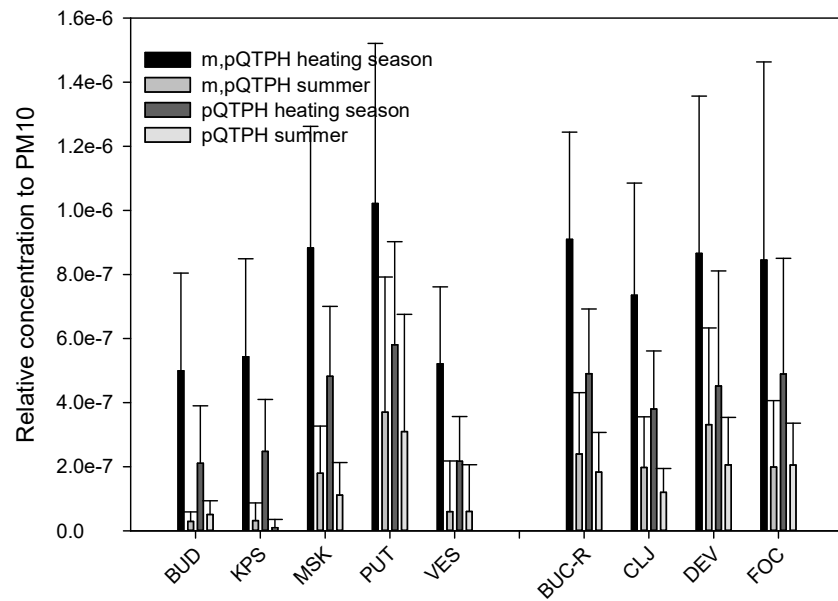 1.6e-6
1.4e-6
1.2e-6
1.0e-6
8.0e-7
6.0e-7
4.0e-7
2.0e-7
0.0
Relative concentration to PM10
m,pQTPH heating season
m,pQTPH summer
pQTPH heating season
pQTPH summer
BUD KPS MSK PUT VES BUC-R CLJ DEV FOC